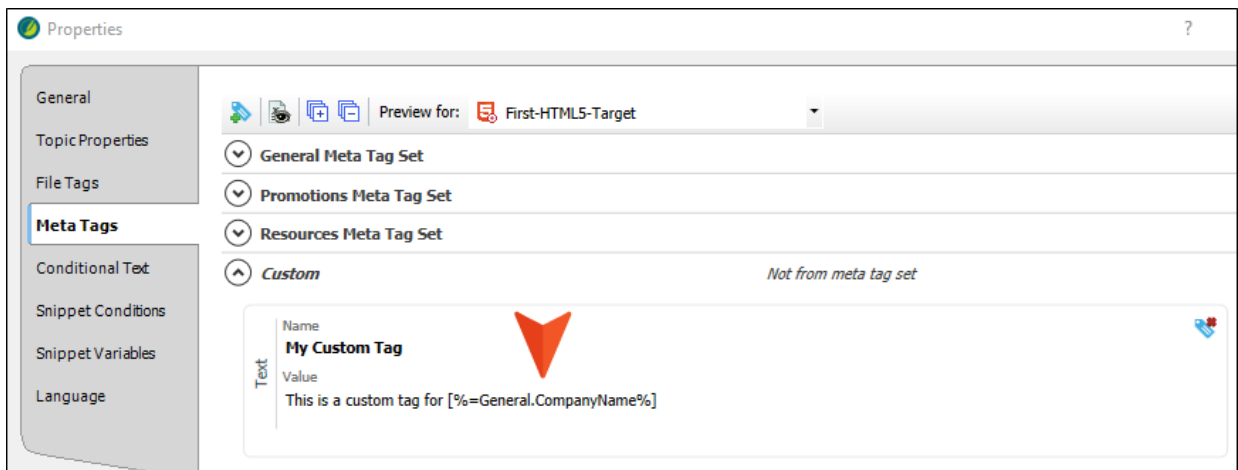 Properties
?
General
Topic Properties
File Tags
Meta Tags
Conditional Text
Snippet Conditions
Snippet Variables
Language
Preview for: First-HTML5-Target
General Meta Tag Set
Promotions Meta Tag Set
Resources Meta Tag Set
Custom Not from meta tag set
Text
Name
My Custom Tag
Value
This is a custom tag for [%=General.CompanyName%]